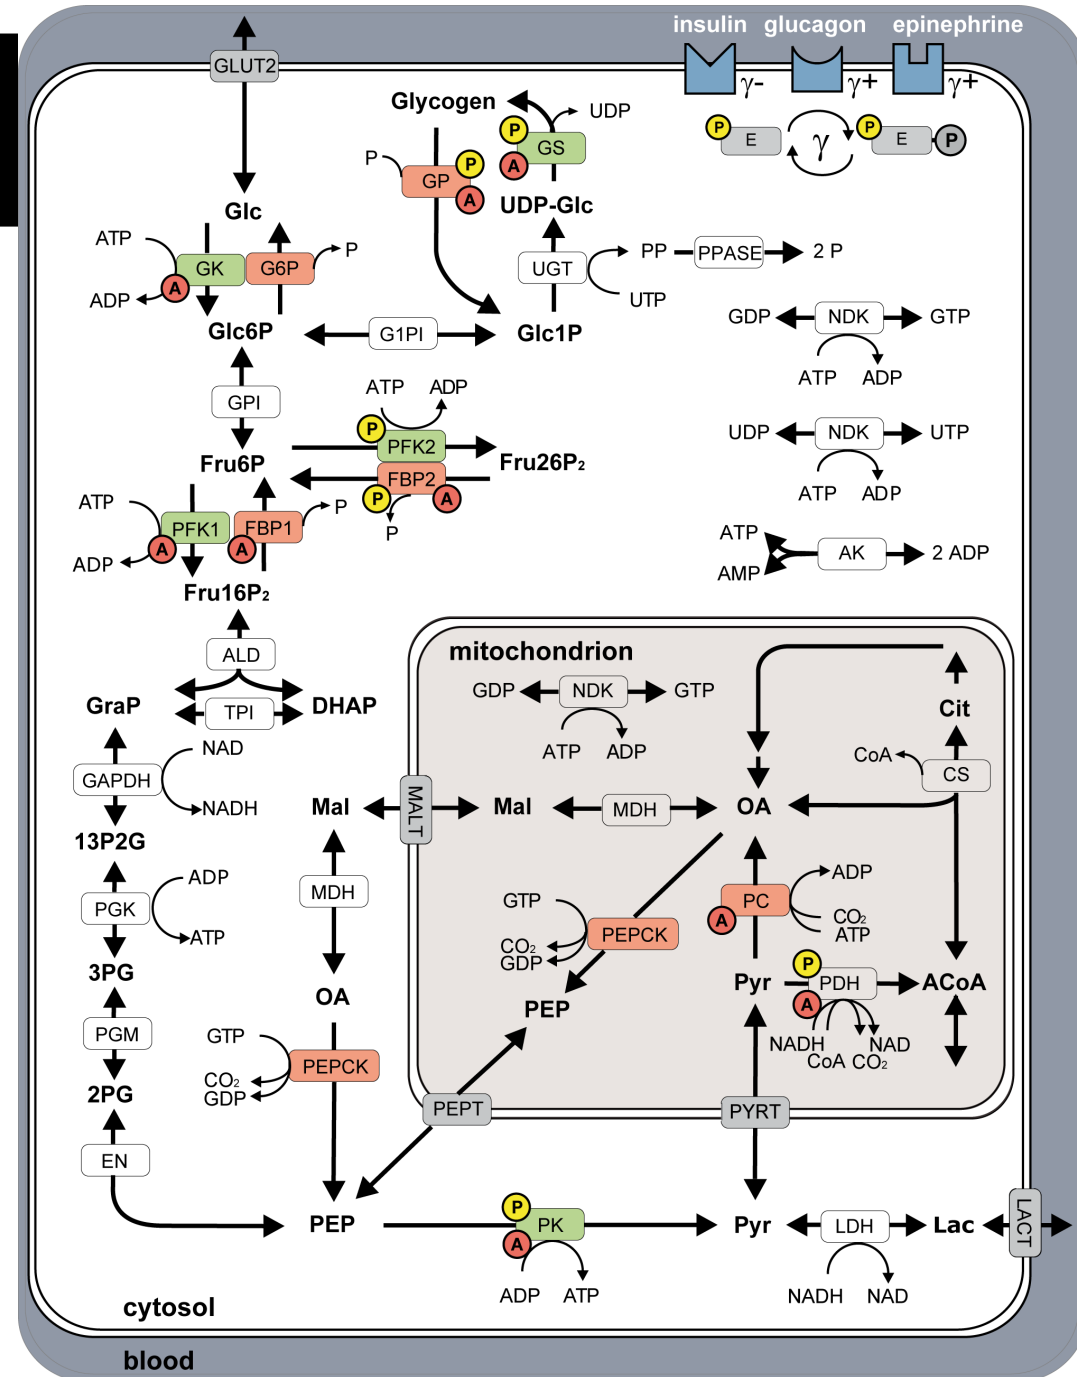 insulin glucagon epinephrine
GLUT2
γ- γ+ γ+
Glycogen
UDP
P
GS
A
P
GP
P
A
P
E
γ
P
E
P
UDP-Glc
Glc
ATP
GK
G6P
P
A
ADP
UGT
PP
PPASE
2 P
UTP
Glc6P
G1PI
Glc1P
GDP
NDK
GTP
ATP
ADP
GPI
ATP
ADP
P
PFK2
Fru6P
FBP2
Fru26P2
P
A
P
UDP
NDK
UTP
ATP
ADP
ATP
PFK1
FBP1
P
A
A
ADP
Fru16P2
ATP
AMP
AK
2 ADP
ALD
GraP
TPI
DHAP
mitochondrion
GDP
NDK
GTP
ATP
ADP
Cit
CoA
CS
NAD
GAPDH
NADH
13P2G
Mal
MALT
Mal
MDH
OA
ADP
PGK
ATP
MDH
GTP
PEPCK
CO2
GDP
PC
A
ADP
CO2
ATP
3PG
OA
PEP
Pyr
P
PDH
A
ACoA
NADH
CoA
CO2
NAD
PGM
GTP
PEPCK
CO2
GDP
2PG
PEPT
PYRT
EN
PEP
P
PK
A
Pyr
LDH
Lac
LACT
ADP
ATP
NADH
NAD
cytosol
blood